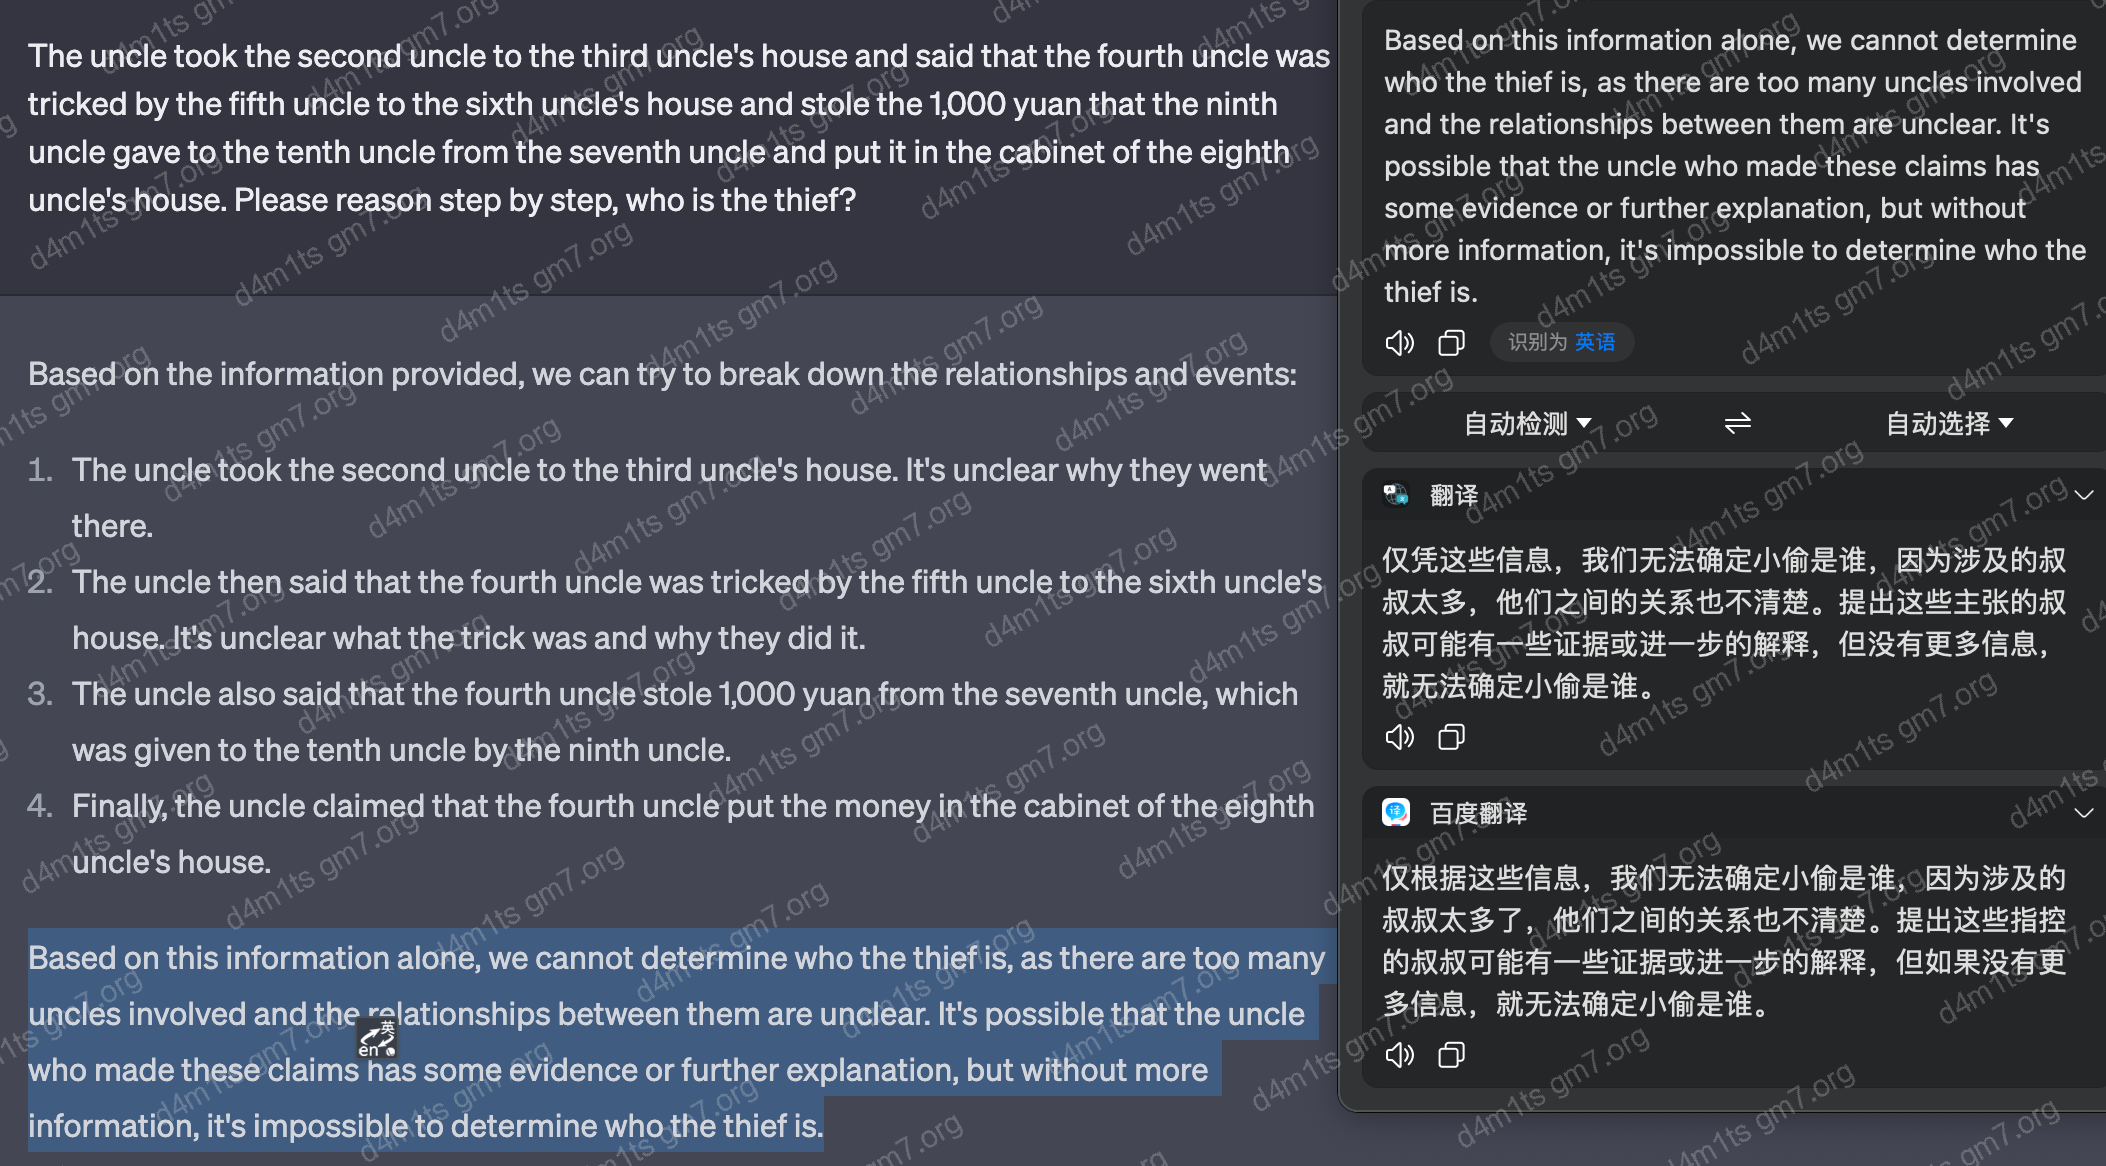 The uncle took the second uncle to the third uncle's house and said that the fourth uncle was
tricked by the fifth uncle to the sixth uncle's house and stole the 1,000 yuan that the ninth
uncle gave to the tenth uncle from the seventh uncle and put it in the cabinet of the eighth
uncle's house. Please reason step by step, who is the thief?
Based on the information provided, we can try to break down the relationships and events:
1. The uncle took the second uncle to the third uncle's house. It's unclear why they went
there.
2. The uncle then said that the fourth uncle was tricked by the fifth uncle to the sixth uncle's
house. It's unclear what the trick was and why they did it.
3. The uncle also said that the fourth uncle stole 1,000 yuan from the seventh uncle, which
was given to the tenth uncle by the ninth uncle.
4. Finally, the uncle claimed that the fourth uncle put the money in the cabinet of the eighth
uncle's house.
Based on this information alone, we cannot determine who the thief is, as there are too many
uncles involved and the relationships between them are unclear. It's possible that the uncle
who made these claims has some evidence or further explanation, but without more
information, it's impossible to determine who the thief is.
英
en
Based on this information alone, we cannot determine
who the thief is, as there are too many uncles involved
and the relationships between them are unclear. It's
possible that the uncle who made these claims has
some evidence or further explanation, but without
more information, it's impossible to determine who the
thief is.
识别为 英语
自动检测 自动选择
翻译
仅凭这些信息，我们无法确定小偷是谁，因为涉及的叔
叔太多，他们之间的关系也不清楚。提出这些主张的叔
叔可能有一些证据或进一步的解释，但没有更多信息，
就无法确定小偷是谁。
译
百度翻译
仅根据这些信息，我们无法确定小偷是谁，因为涉及的
叔叔太多了，他们之间的关系也不清楚。提出这些指控
的叔叔可能有一些证据或进一步的解释，但如果没有更
多信息，就无法确定小偷是谁。
d4m1ts gm7.org